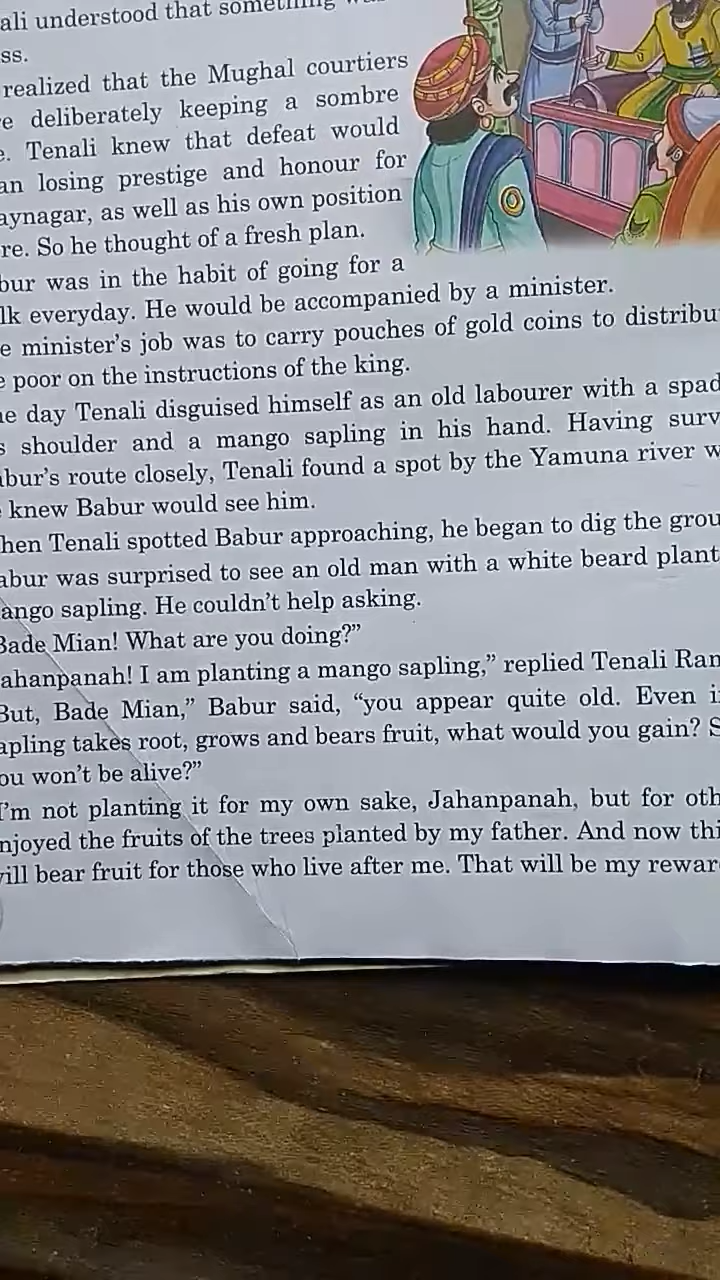 ali understood that something
ss.
realized that the Mughal courtiers
e deliberately keeping a sombre
e. Tenali knew that defeat would
an losing prestige and honour for
aynagar, as well as his own position
re. So he thought of a fresh plan.
bur was in the habit of going for a
lk everyday. He would be accompanied by a minister.
e minister's job was to carry pouches of gold coins to distribu
e poor on the instructions of the king.
ne day Tenali disguised himself as an old labourer with a spad
s shoulder and a mango sapling in his hand. Having surv
abur's route closely, Tenali found a spot by the Yamuna river w
knew Babur would see him.
hen Tenali spotted Babur approaching, he began to dig the grou
abur was surprised to see an old man with a white beard plant
ango sapling. He couldn't help asking.
Bade Mian! What are you doing?"
ahanpanah! I am planting a mango sapling," replied Tenali Ram
But, Bade Mian," Babur said, "you appear quite old. Even i
apling takes root, grows and bears fruit, what would you gain? S
ou won't be alive?"
I'm not planting it for my own sake, Jahanpanah, but for oth
njoyed the fruits of the trees planted by my father. And now thi
will bear fruit for those who live after me. That will be my rewar